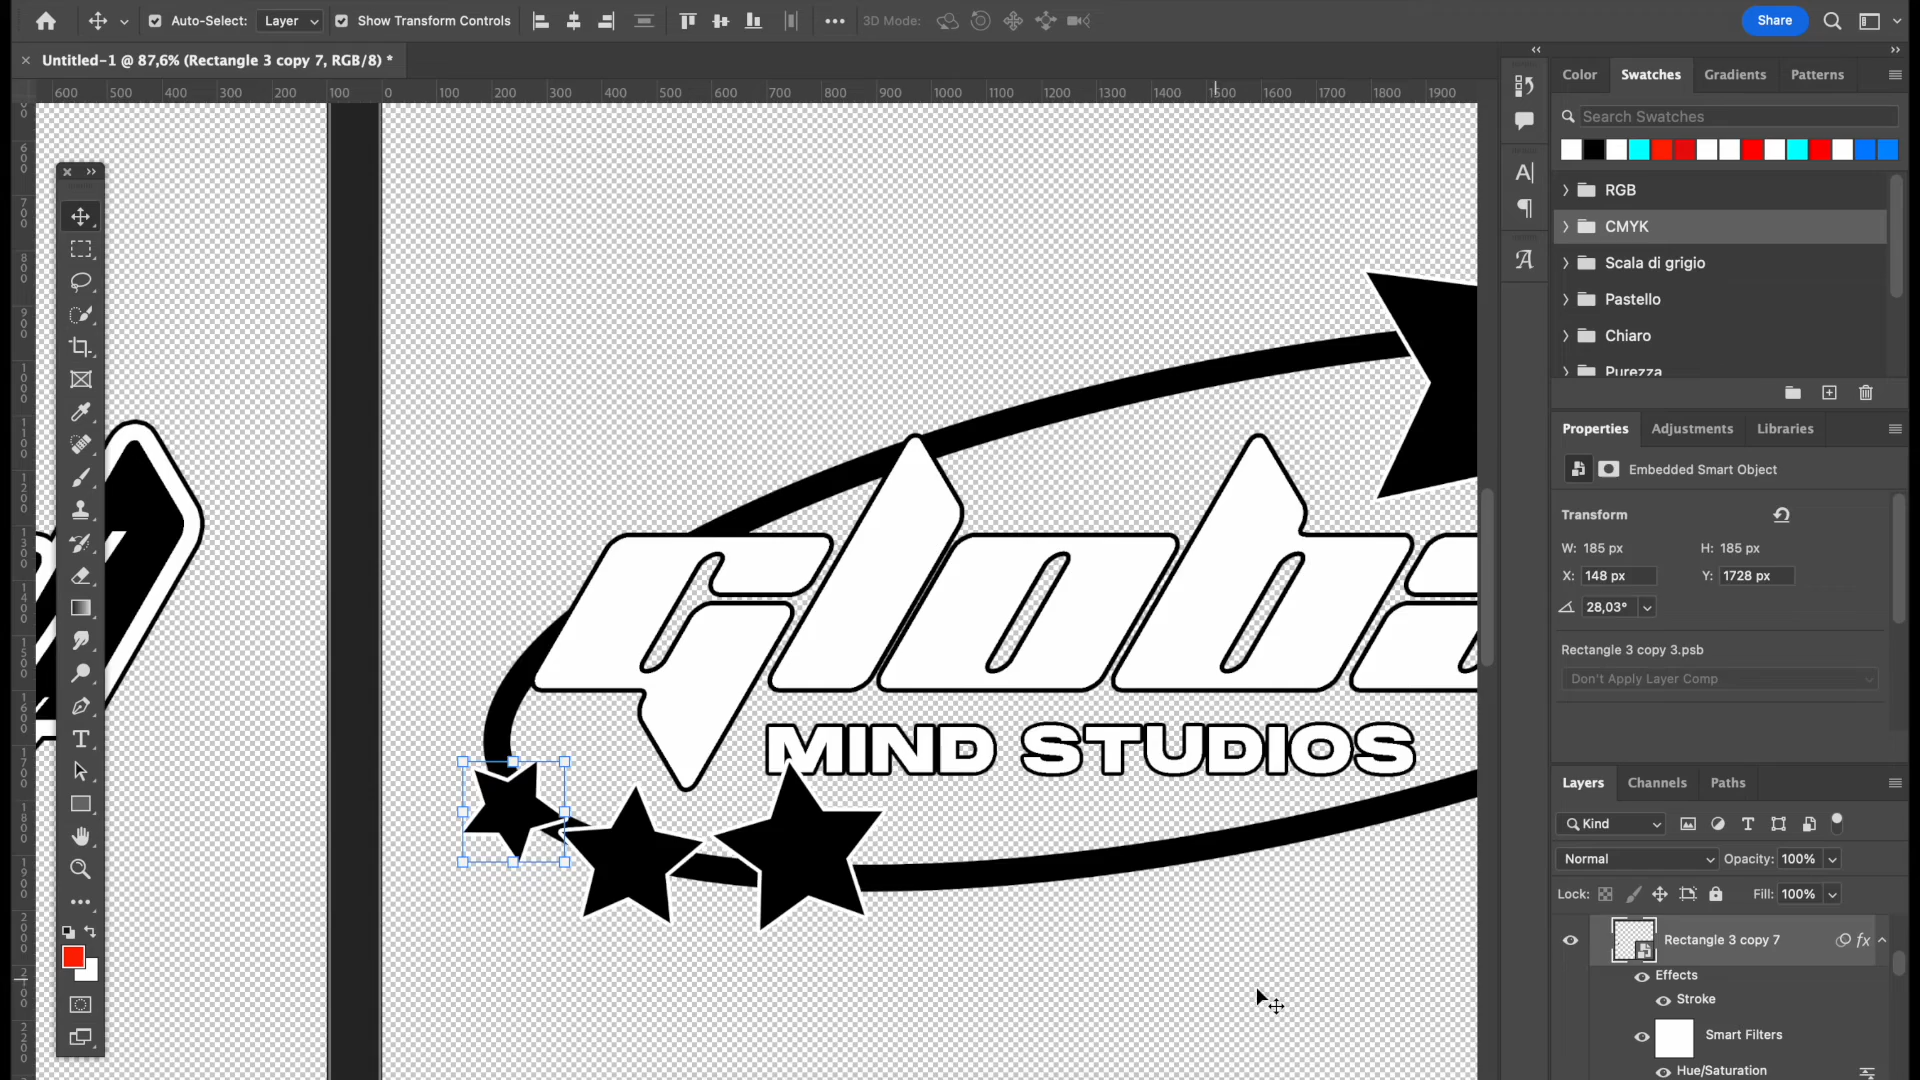 Auto-Select: Layer Show Transform Controls 3D Mode: Share
Untitled-1 @ 87,6% (Rectangle 3 copy 7, RGB/8) *
600 500 400 300 200 100 0 100 200 300 400 500 600 700 800 900 1000 1100 1200 1300 1400 1500 1600 1700 1800 1900
Color Swatches Gradients Patterns
Search Swatches
RGB
CMYK
Scala di grigio
Pastello
Chiaro
Purezza
Properties Adjustments Libraries
Embedded Smart Object
Transform
W: 185 px H: 185 px
X: 148 px Y: 1728 px
28,03°
Rectangle 3 copy 3.psb
Don't Apply Layer Comp
Layers Channels Paths
Kind
Normal Opacity: 100%
Lock: Fill: 100%
Rectangle 3 copy 7 fx
Effects
Stroke
Smart Filters
Hue/Saturation
Globa
MIND STUDIOS